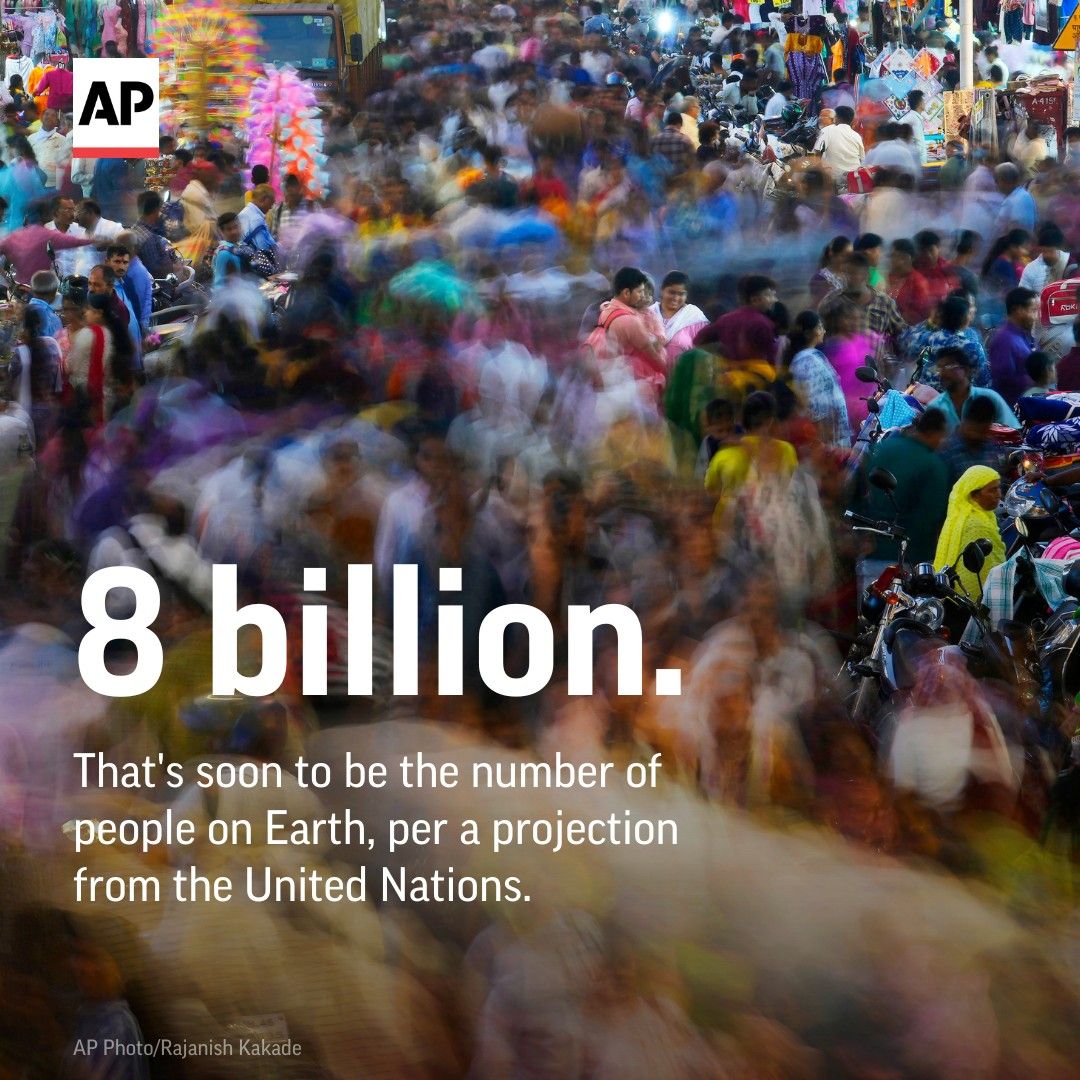 AP
A-415
8 billion.
That's soon to be the number of
people on Earth, per a projection
from the United Nations.
AP Photo/Rajanish Kakade